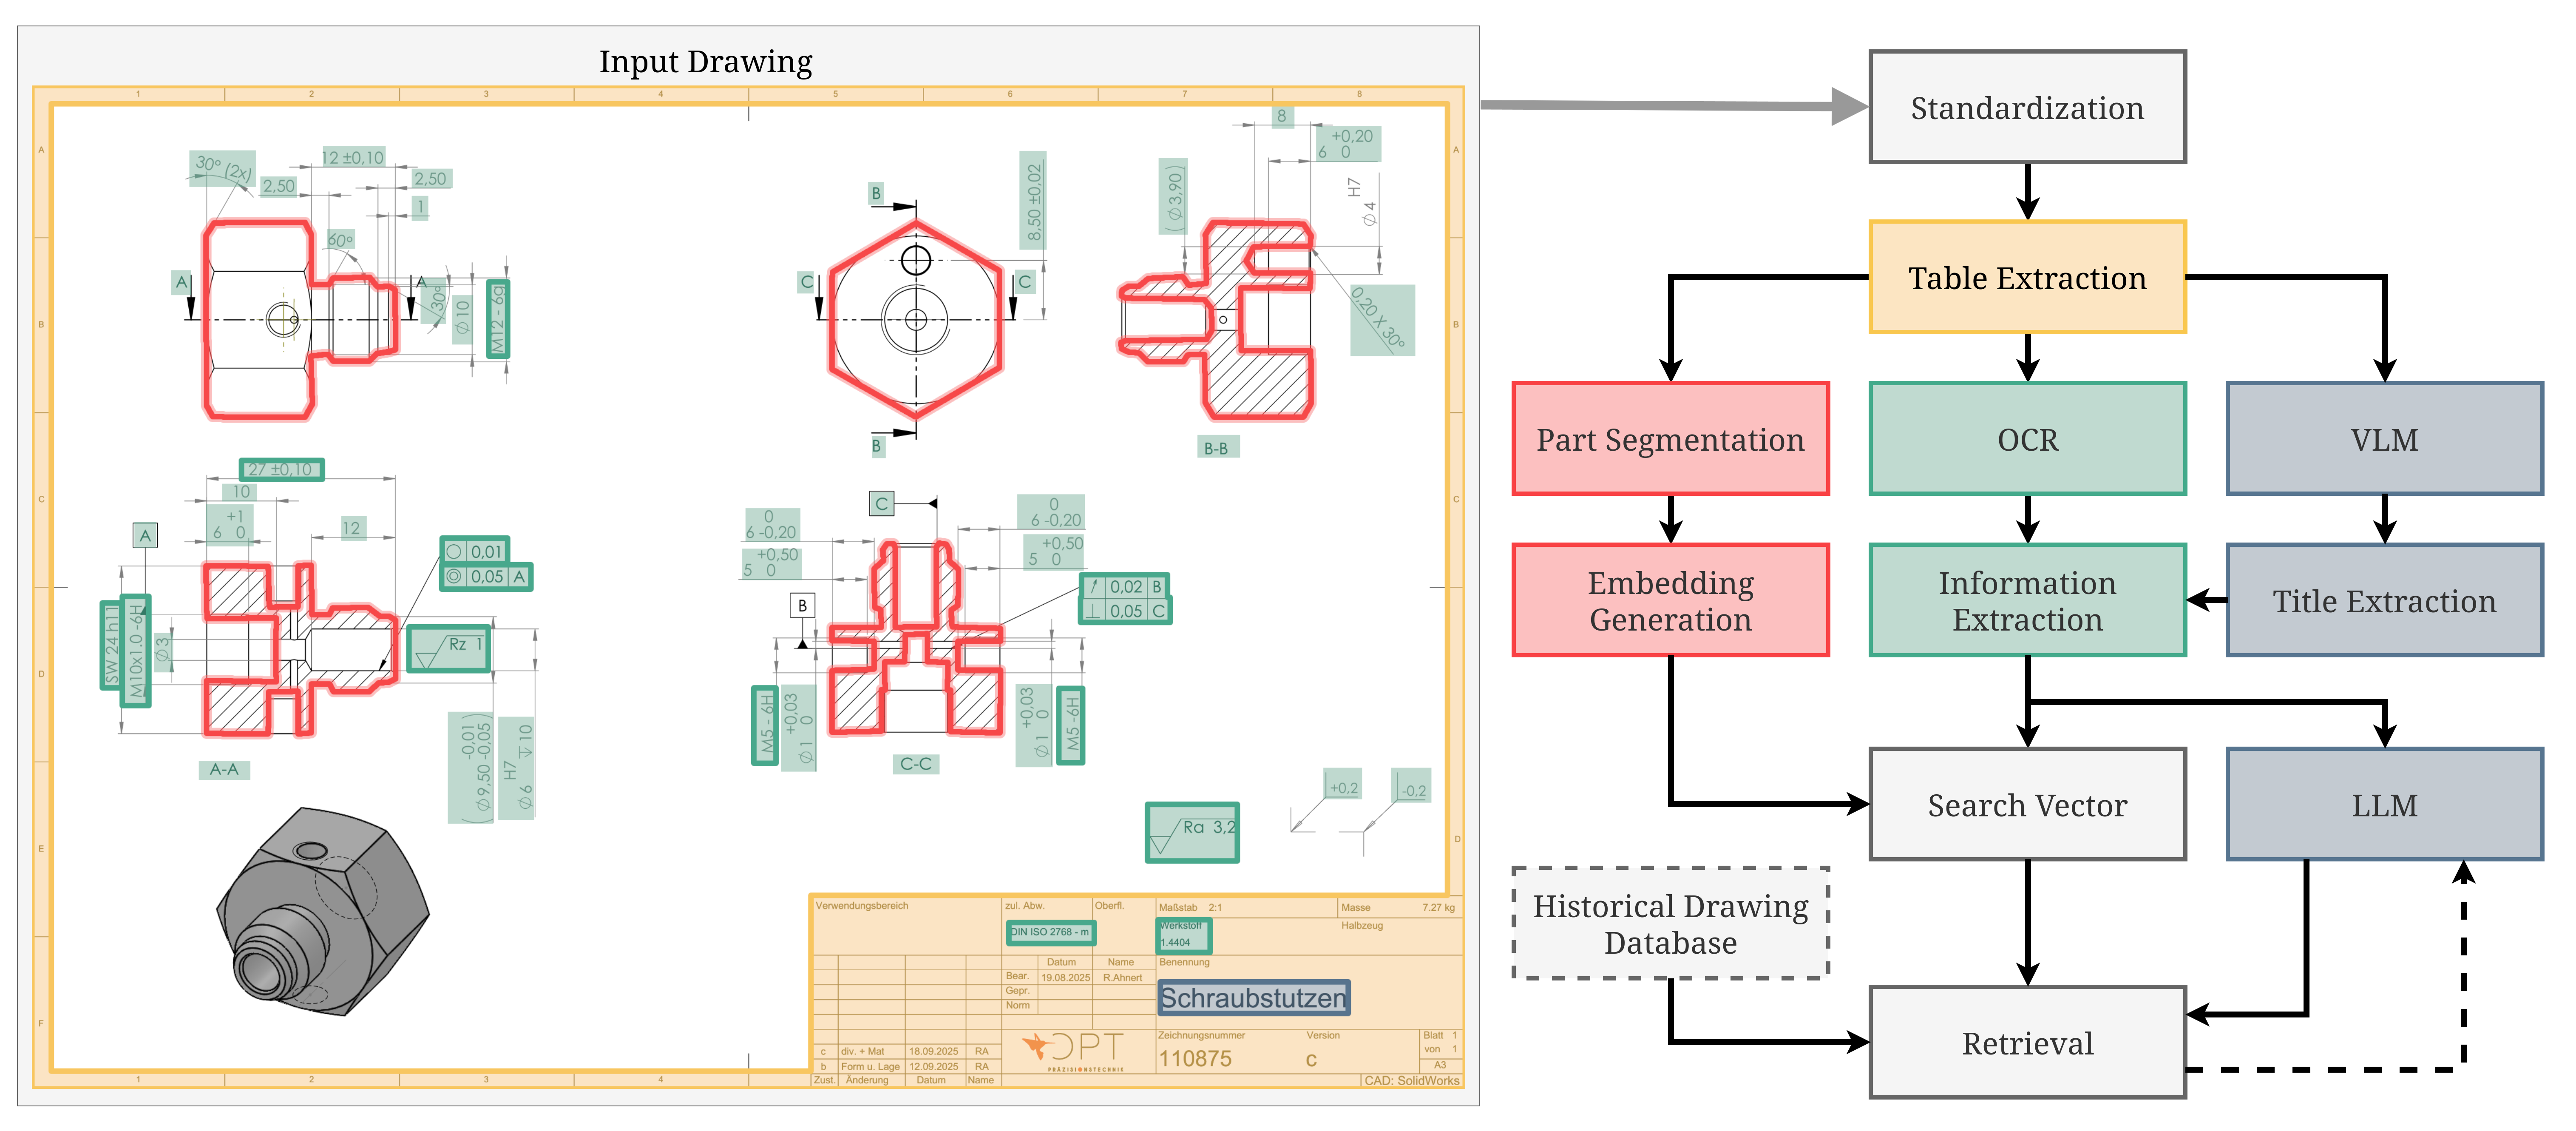 Input Drawing
1 2 3 4 5 6 7 8
A
B
C
D
E
F
A
B
C
D
30° (2x)
12 ±0,10
2,50
2,50
1
60°
30°
A
A
∅ 10
M12 - 6g
B
B
C
C
8,50 ±0,02
8
+0,20
6 0
(∅ 3,90)
H7
∅ 4
0,20 X 30°
B-B
27 ±0,10
10
+1
6 0
12
A
0,01
0,05 A
SW 24 h11
M10x1.0 -6H
∅ 3
Rz 1
-0,01
(∅ 9,50 -0,05)
H7
∅ 6 ↧ 10
A-A
C
0
6 -0,20
+0,50
5 0
0
6 -0,20
+0,50
5 0
B
0,02 B
0,05 C
M5 - 6H
+0,03
∅ 1 0
+0,03
∅ 1 0
M5 -6H
C-C
Ra 3,2
+0,2
-0,2
Verwendungsbereich
zul. Abw.
Oberfl.
Maßstab 2:1
Masse 7.27 kg
DIN ISO 2768 - m
Werkstoff
1.4404
Halbzeug
Datum Name
Benennung
Bear. 19.08.2025 R.Ahnert
Gepr.
Norm
Schraubstutzen
Zeichnungsnummer
110875
Version
c
Blatt 1
von 1
A3
OPT
PRÄZISIONSTECHNIK
c div. + Mat 18.09.2025 RA
b Form u. Lage 12.09.2025 RA
Zust. Änderung Datum Name
CAD: SolidWorks
1 2 3 4
Standardization
Table Extraction
Part Segmentation
OCR
VLM
Embedding
Generation
Information
Extraction
Title Extraction
Search Vector
LLM
Historical Drawing
Database
Retrieval